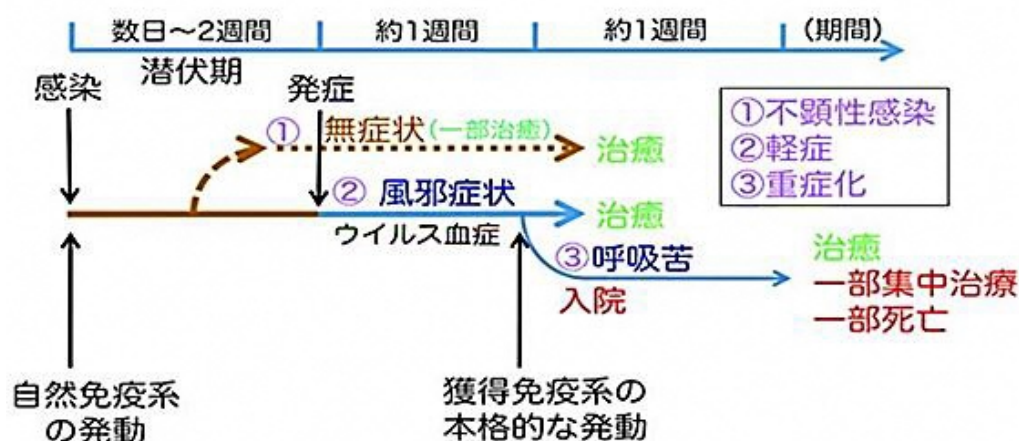 数日～2週間
約1週間
約1週間
(期間)
潜伏期
感染
発症
① 無症状(一部治癒)
治癒
② 風邪症状
治癒
ウイルス血症
③呼吸苦
入院
治癒
一部集中治療
一部死亡
①不顕性感染
②軽症
③重症化
自然免疫系
の発動
獲得免疫系の
本格的な発動